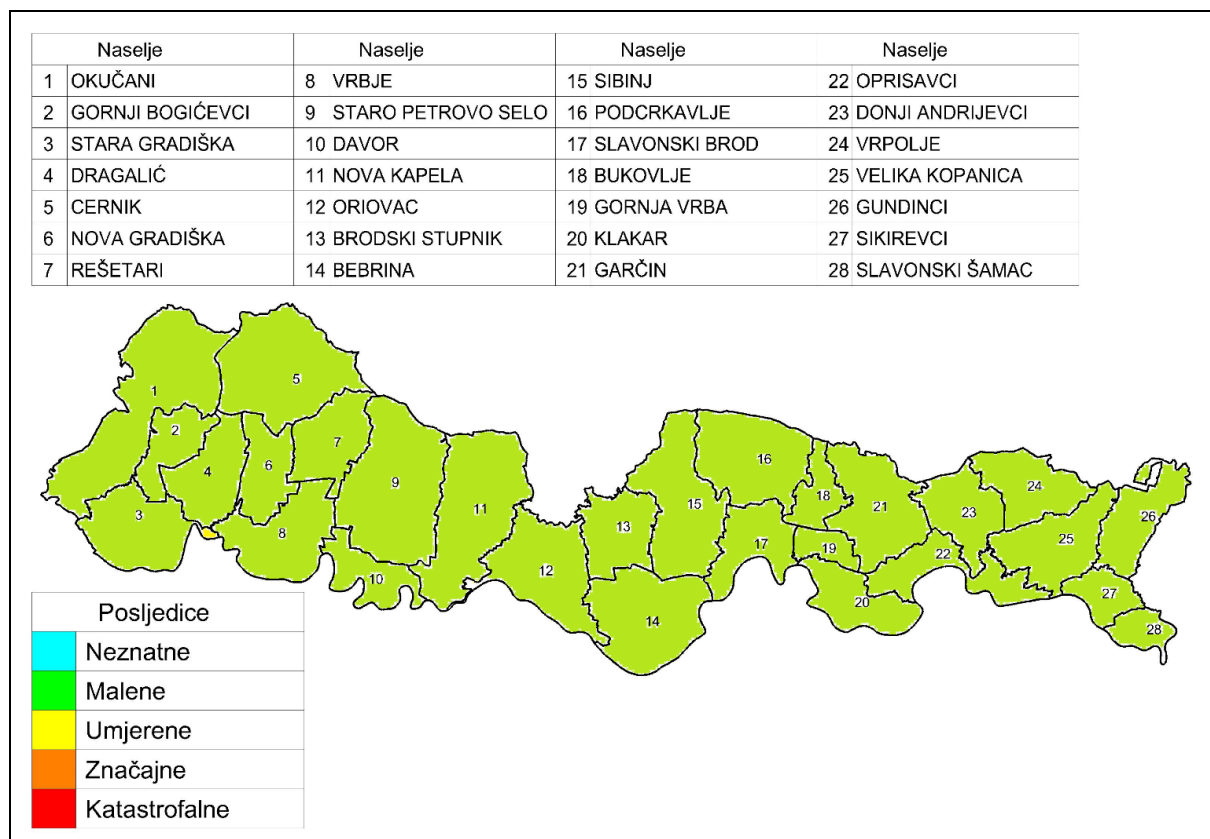 Naselje Naselje Naselje Naselje
1 OKUČANI 8 VRBJE 15 SIBINJ 22 OPRISAVCI
2 GORNJI BOGIĆEVCI 9 STARO PETROVO SELO 16 PODCRKAVLJE 23 DONJI ANDRIJEVCI
3 STARA GRADIŠKA 10 DAVOR 17 SLAVONSKI BROD 24 VRPOLJE
4 DRAGALIĆ 11 NOVA KAPELA 18 BUKOVLJE 25 VELIKA KOPANICA
5 CERNIK 12 ORIOVAC 19 GORNJA VRBA 26 GUNDINCI
6 NOVA GRADIŠKA 13 BRODSKI STUPNIK 20 KLAKAR 27 SIKIREVCI
7 REŠETARI 14 BEBRINA 21 GARČIN 28 SLAVONSKI ŠAMAC
5
1
2
7
16
4
6
9
24
18
11
15
21
23
26
3
8
13
17
19
22
25
10
12
27
20
14
28
Posljedice
Neznatne
Malene
Umjerene
Značajne
Katastrofalne